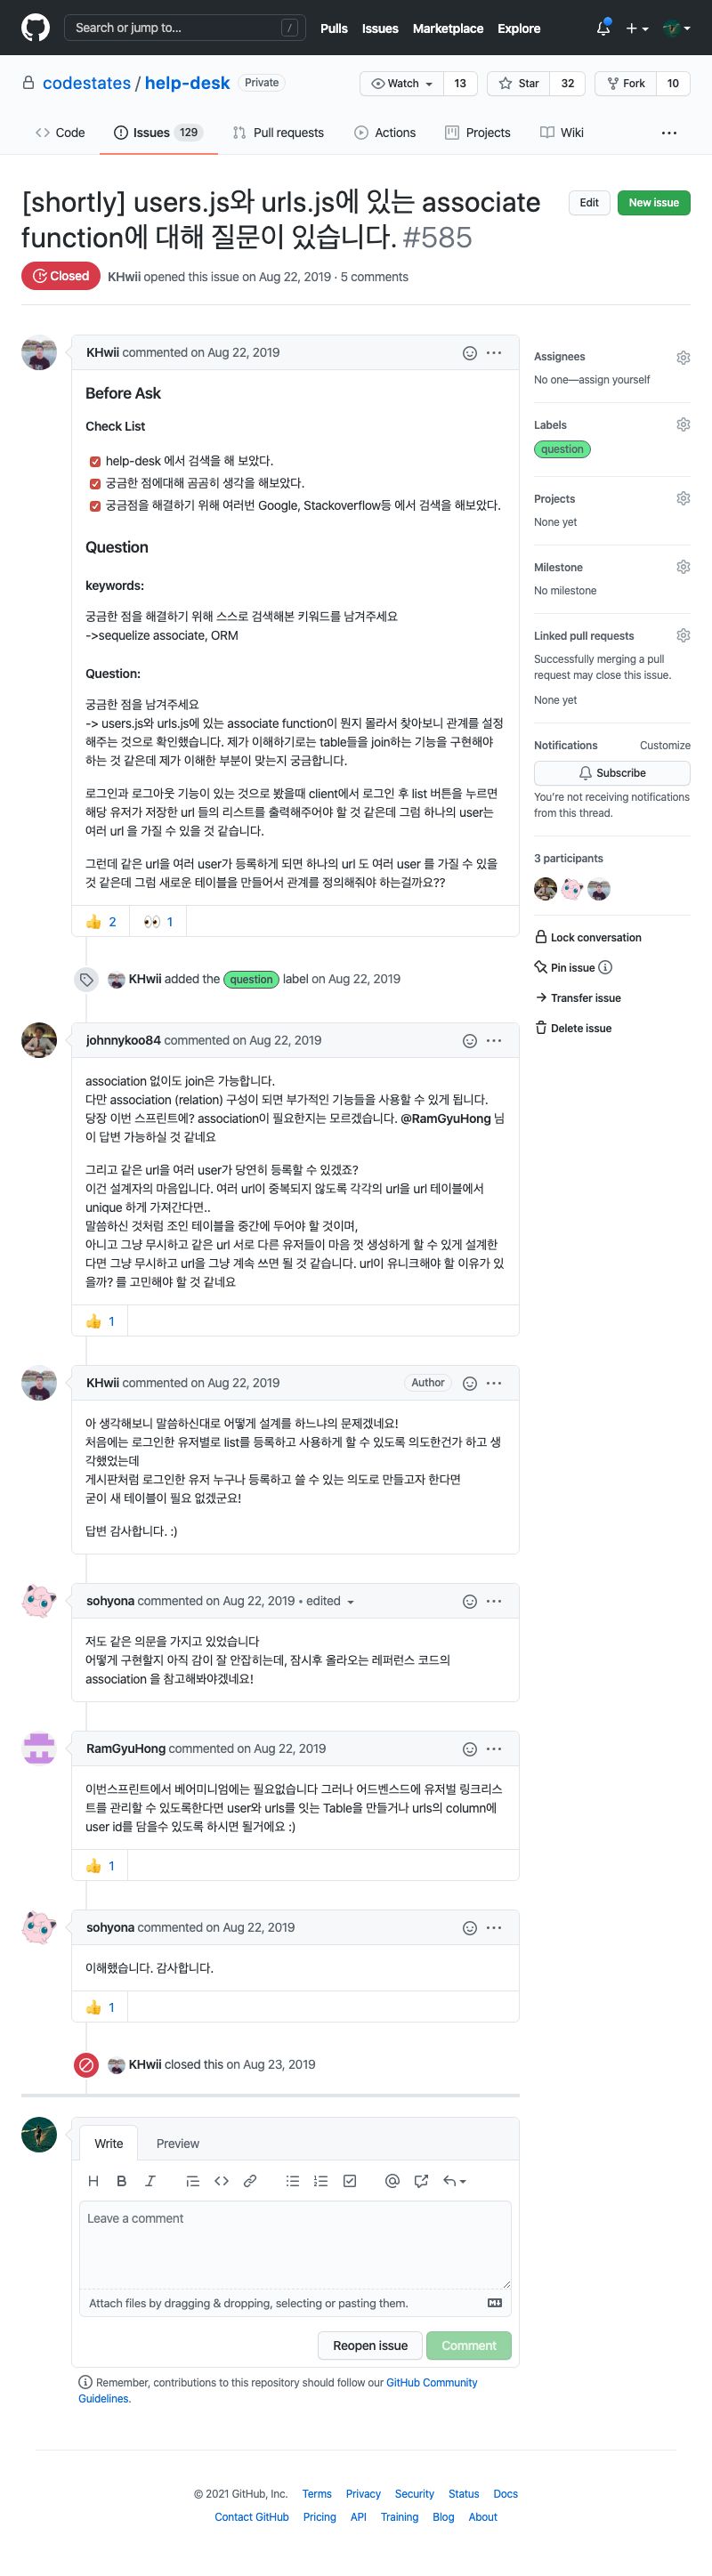 Search or jump to...
/
Pulls
Issues
Marketplace
Explore
codestates / help-desk
Private
Watch
13
Star
32
Fork
10
Code
Issues 129
Pull requests
Actions
Projects
Wiki
[shortly] users.js와 urls.js에 있는 associate
function에 대해 질문이 있습니다. #585
Edit
New issue
Closed
KHwii opened this issue on Aug 22, 2019 · 5 comments
KHwii commented on Aug 22, 2019
Before Ask
Check List
help-desk 에서 검색을 해 보았다.
궁금한 점에대해 곰곰히 생각을 해보았다.
궁금점을 해결하기 위해 여러번 Google, Stackoverflow등 에서 검색을 해보았다.
Question
keywords:
궁금한 점을 해결하기 위해 스스로 검색해본 키워드를 남겨주세요
->sequelize associate, ORM
Question:
궁금한 점을 남겨주세요
-> users.js와 urls.js에 있는 associate function이 뭔지 몰라서 찾아보니 관계를 설정
해주는 것으로 확인했습니다. 제가 이해하기로는 table들을 join하는 기능을 구현해야
하는 것 같은데 제가 이해한 부분이 맞는지 궁금합니다.
로그인과 로그아웃 기능이 있는 것으로 봤을때 client에서 로그인 후 list 버튼을 누르면
해당 유저가 저장한 url 들의 리스트를 출력해주어야 할 것 같은데 그럼 하나의 user는
여러 url 을 가질 수 있을 것 같습니다.
그런데 같은 url을 여러 user가 등록하게 되면 하나의 url 도 여러 user 를 가질 수 있을
것 같은데 그럼 새로운 테이블을 만들어서 관계를 정의해줘야 하는걸까요??
👍 2
👀 1
Assignees
No one—assign yourself
Labels
question
Projects
None yet
Milestone
No milestone
Linked pull requests
Successfully merging a pull
request may close this issue.
None yet
Notifications
Customize
Subscribe
You're not receiving notifications
from this thread.
3 participants
Lock conversation
Pin issue
Transfer issue
Delete issue
KHwii added the question label on Aug 22, 2019
johnnykoo84 commented on Aug 22, 2019
association 없이도 join은 가능합니다.
다만 association (relation) 구성이 되면 부가적인 기능들을 사용할 수 있게 됩니다.
당장 이번 스프린트에? association이 필요한지는 모르겠습니다. @RamGyuHong 님
이 답변 가능하실 것 같네요
그리고 같은 url을 여러 user가 당연히 등록할 수 있겠죠?
이건 설계자의 마음입니다. 여러 url이 중복되지 않도록 각각의 url을 url 테이블에서
unique 하게 가져간다면..
말씀하신 것처럼 조인 테이블을 중간에 두어야 할 것이며,
아니고 그냥 무시하고 같은 url 서로 다른 유저들이 마음 껏 생성하게 할 수 있게 설계한
다면 그냥 무시하고 url을 그냥 계속 쓰면 될 것 같습니다. url이 유니크해야 할 이유가 있
을까? 를 고민해야 할 것 같네요
👍 1
KHwii commented on Aug 22, 2019
Author
아 생각해보니 말씀하신대로 어떻게 설계를 하느냐의 문제겠네요!
처음에는 로그인한 유저별로 list를 등록하고 사용하게 할 수 있도록 의도한건가 하고 생
각했었는데
게시판처럼 로그인한 유저 누구나 등록하고 쓸 수 있는 의도로 만들고자 한다면
굳이 새 테이블이 필요 없겠군요!
답변 감사합니다. :)
sohyona commented on Aug 22, 2019 • edited
저도 같은 의문을 가지고 있었습니다
어떻게 구현할지 아직 감이 잘 안잡히는데, 잠시후 올라오는 레퍼런스 코드의
association 을 참고해봐야겠네요!
RamGyuHong commented on Aug 22, 2019
이번스프린트에서 베어미니엄에는 필요없습니다 그러나 어드벤스드에 유저벌 링크리스
트를 관리할 수 있도록한다면 user와 urls를 잇는 Table을 만들거나 urls의 column에
user id를 담을수 있도록 하시면 될거에요 :)
👍 1
sohyona commented on Aug 22, 2019
이해했습니다. 감사합니다.
👍 1
KHwii closed this on Aug 23, 2019
Write
Preview
Leave a comment
Attach files by dragging & dropping, selecting or pasting them.
Reopen issue
Comment
Remember, contributions to this repository should follow our GitHub Community
Guidelines.
© 2021 GitHub, Inc.
Terms
Privacy
Security
Status
Docs
Contact GitHub
Pricing
API
Training
Blog
About